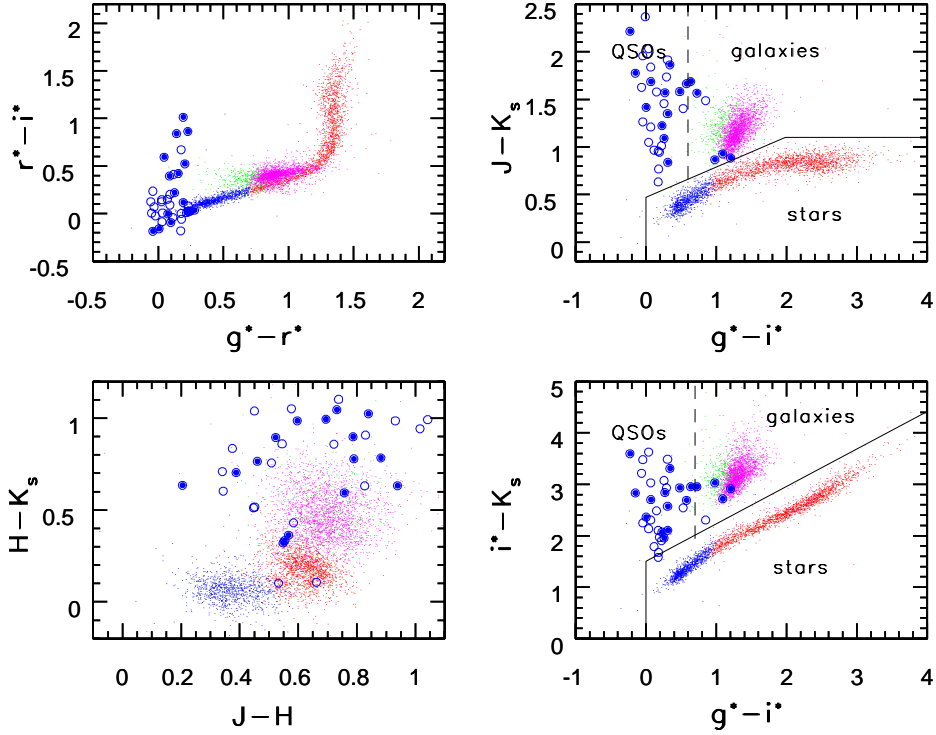 2
1.5
1
0.5
0
-0.5
r*−i*
-0.5 0 0.5 1 1.5 2
g*−r*
2.5
2
1.5
1
0.5
0
J−Ks
QSOs galaxies
stars
-1 0 1 2 3 4
g*−i*
1
0.5
0
H−Ks
0 0.2 0.4 0.6 0.8 1
J−H
5
4
3
2
1
0
i*−Ks
QSOs galaxies
stars
-1 0 1 2 3 4
g*−i*